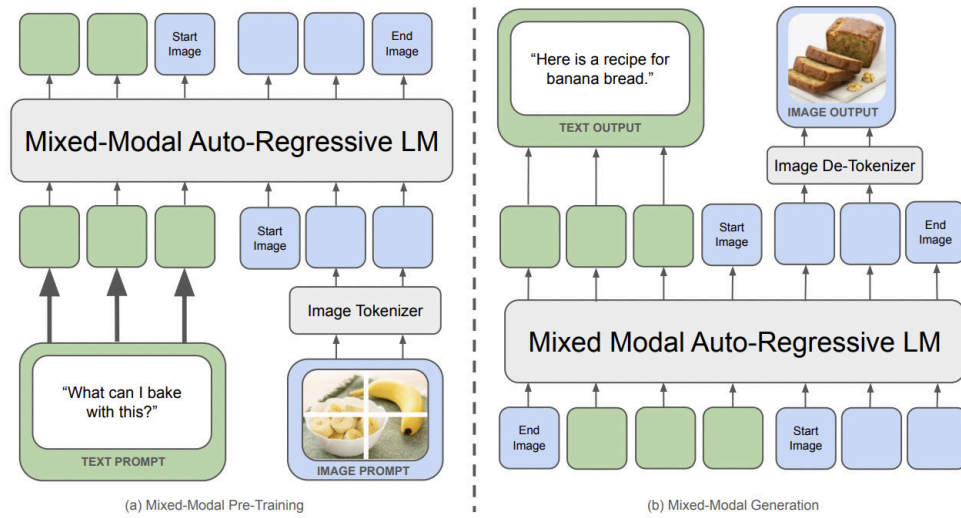 Start
Image
End
Image
Mixed-Modal Auto-Regressive LM
Start
Image
Image Tokenizer
“What can I bake
with this?”
TEXT PROMPT
IMAGE PROMPT
(a) Mixed-Modal Pre-Training
“Here is a recipe for
banana bread.”
TEXT OUTPUT
IMAGE OUTPUT
Image De-Tokenizer
Start
Image
End
Image
Mixed Modal Auto-Regressive LM
End
Image
Start
Image
(b) Mixed-Modal Generation